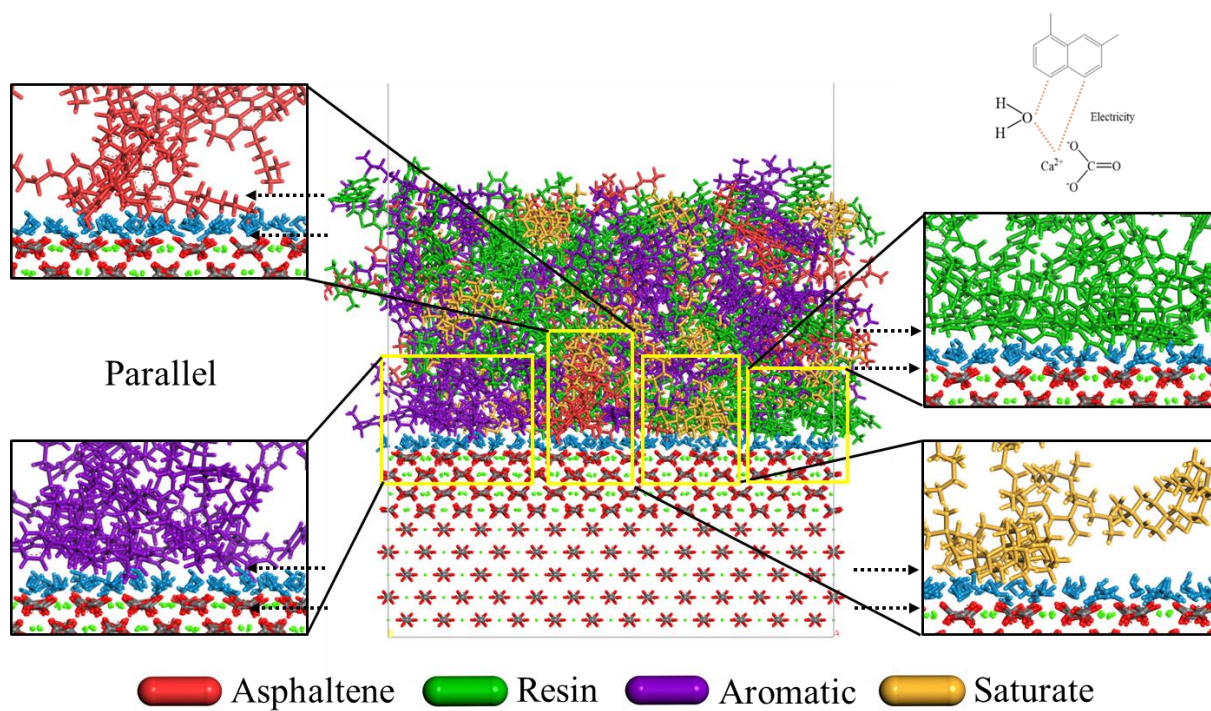 H
O
H
Electricity
Ca2+
-O
C
O
-O
Parallel
Asphaltene
Resin
Aromatic
Saturate